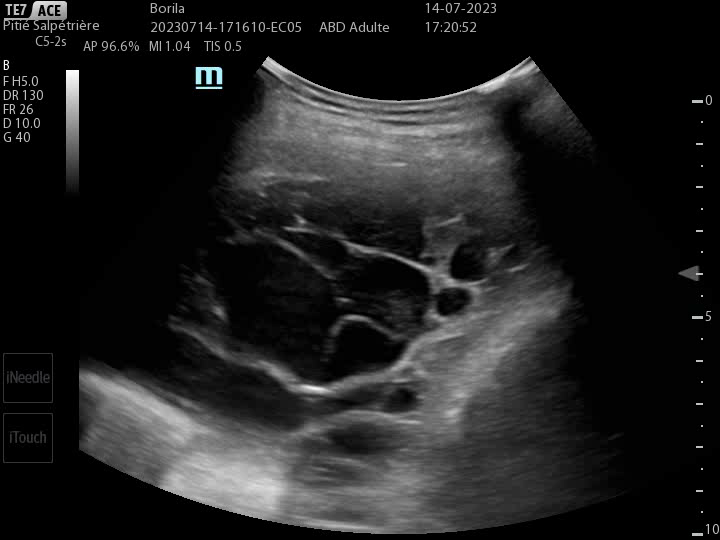 TE7 ACE Borila 14-07-2023
Pitié Salpêtrière 20230714-171610-EC05 ABD Adulte 17:20:52
C5-2s AP 96.6% MI 1.04 TIS 0.5
B
F H5.0
DR 130
FR 26
D 10.0
G 40
m
0
5
iNeedle
iTouch
10